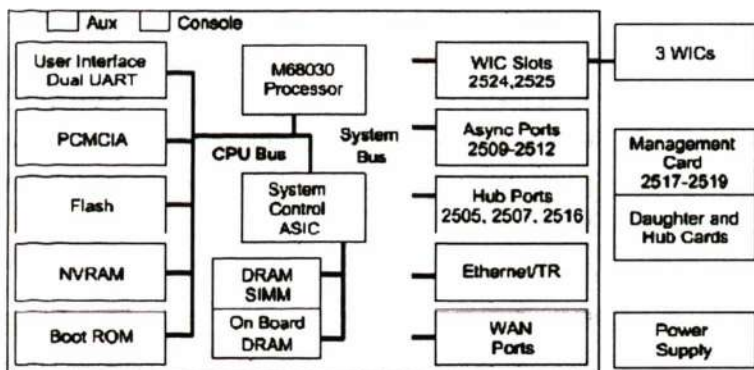 Aux
Console
User Interface
Dual UART
PCMCIA
Flash
NVRAM
Boot ROM
M68030
Processor
CPU Bus
System
Control
ASIC
DRAM
SIMM
On Board
DRAM
System
Bus
WIC Slots
2524,2525
Async Ports
2509-2512
Hub Ports
2505, 2507, 2516
Ethernet/TR
WAN
Ports
3 WICs
Management
Card
2517-2519
Daughter and
Hub Cards
Power
Supply